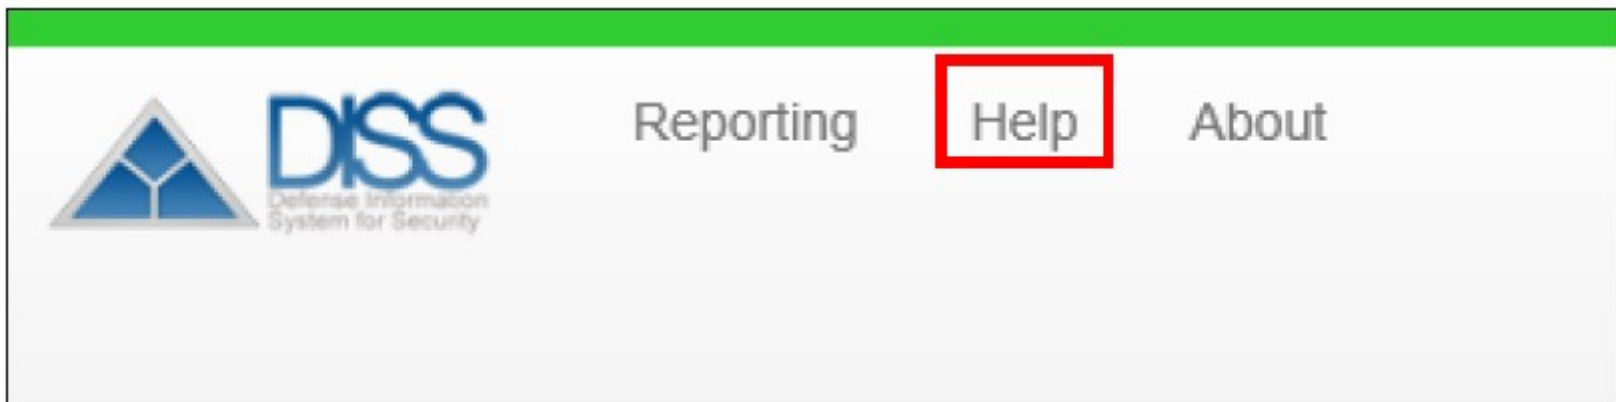 DISS
Defense Information
System for Security
Reporting Help About